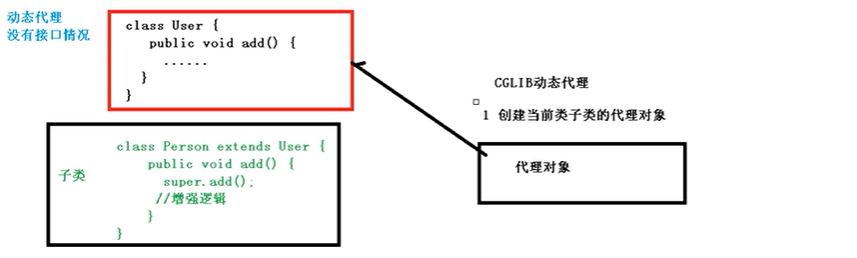 动态代理
没有接口情况
class User {
public void add() {
......
}
}
子类
class Person extends User {
public void add() {
super.add();
//增强逻辑
}
}
CGLIB动态代理
1 创建当前类子类的代理对象
代理对象